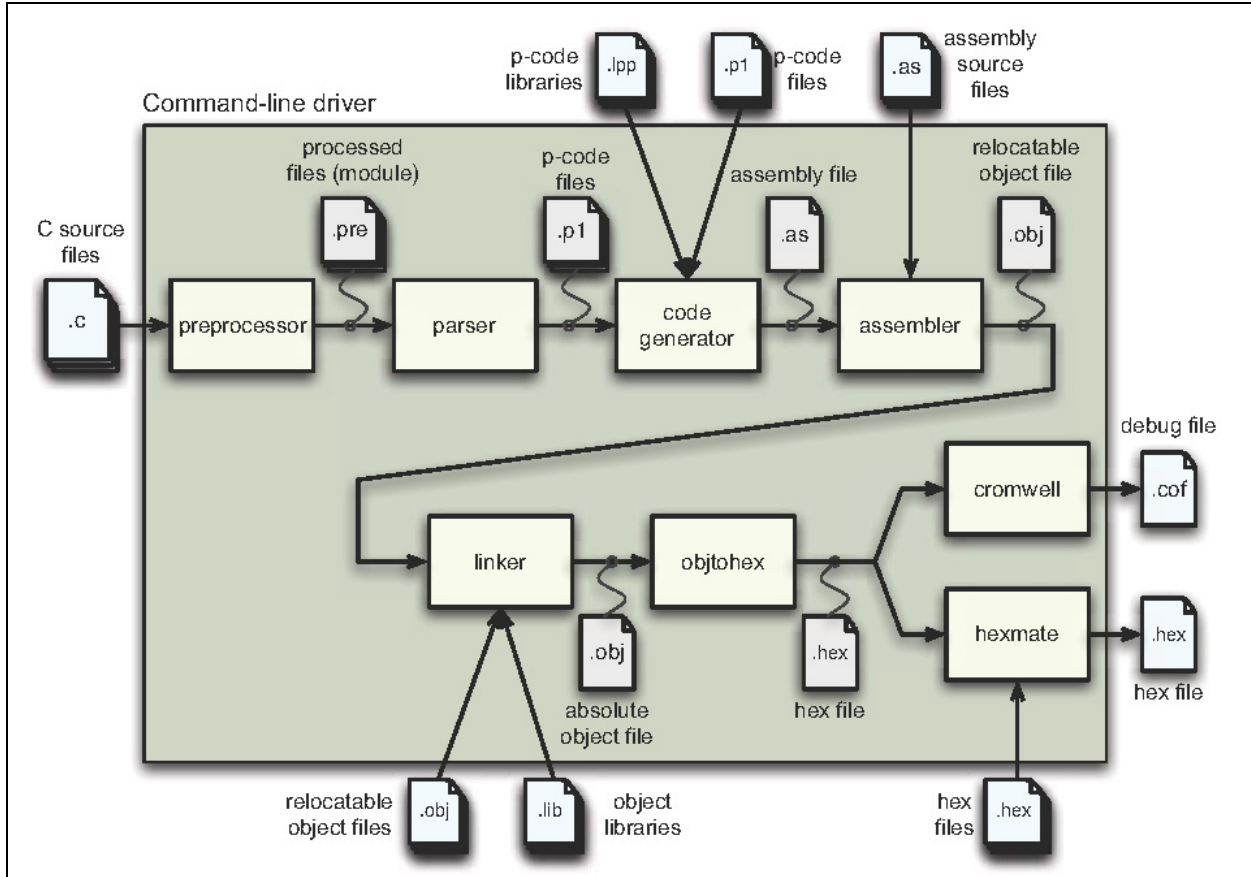 p-code
libraries
.lpp
.p1
p-code
files
.as
assembly
source
files
Command-line driver
processed
files (module)
.pre
p-code
files
.p1
assembly file
.as
relocatable
object file
.obj
C source
files
.c
preprocessor
parser
code
generator
assembler
debug file
cromwell
.cof
linker
objtohex
.obj
absolute
object file
.hex
hex file
hexmate
.hex
hex file
relocatable
object files
.obj
.lib
object
libraries
hex
files
.hex